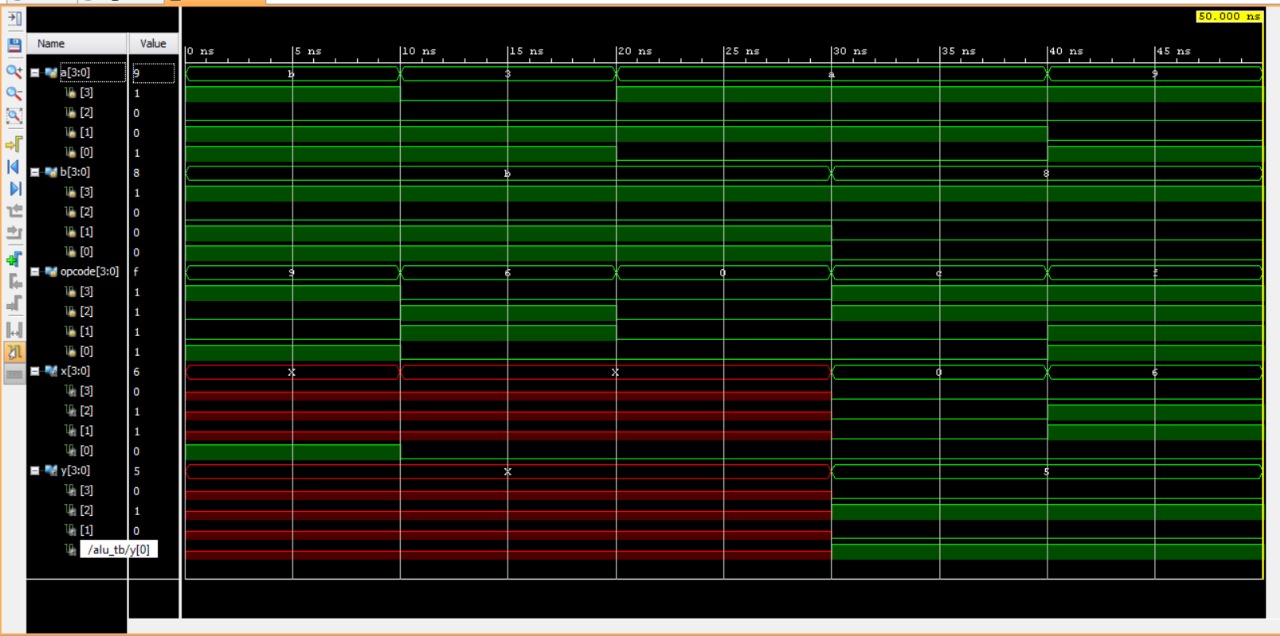 50.000 ns
Name Value
0 ns 5 ns 10 ns 15 ns 20 ns 25 ns 30 ns 35 ns 40 ns 45 ns
a[3:0] 9 b 3 a 9
[3] 1
[2] 0
[1] 0
[0] 1
b[3:0] 8 b 8
[3] 1
[2] 0
[1] 0
[0] 0
opcode[3:0] f 9 6 0 c f
[3] 1
[2] 1
[1] 1
[0] 1
x[3:0] 6 X X 0 6
[3] 0
[2] 1
[1] 1
[0] 0
y[3:0] 5 X 5
[3] 0
[2] 1
[1] 0
/alu_tb/y[0]